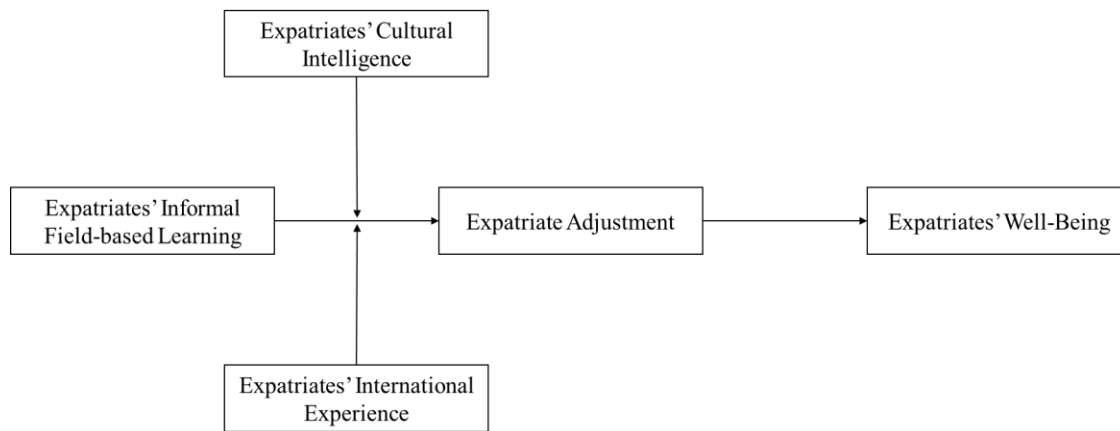 Expatriates’ Cultural
Intelligence
Expatriates’ Informal
Field-based Learning
Expatriate Adjustment
Expatriates’ Well-Being
Expatriates’ International
Experience